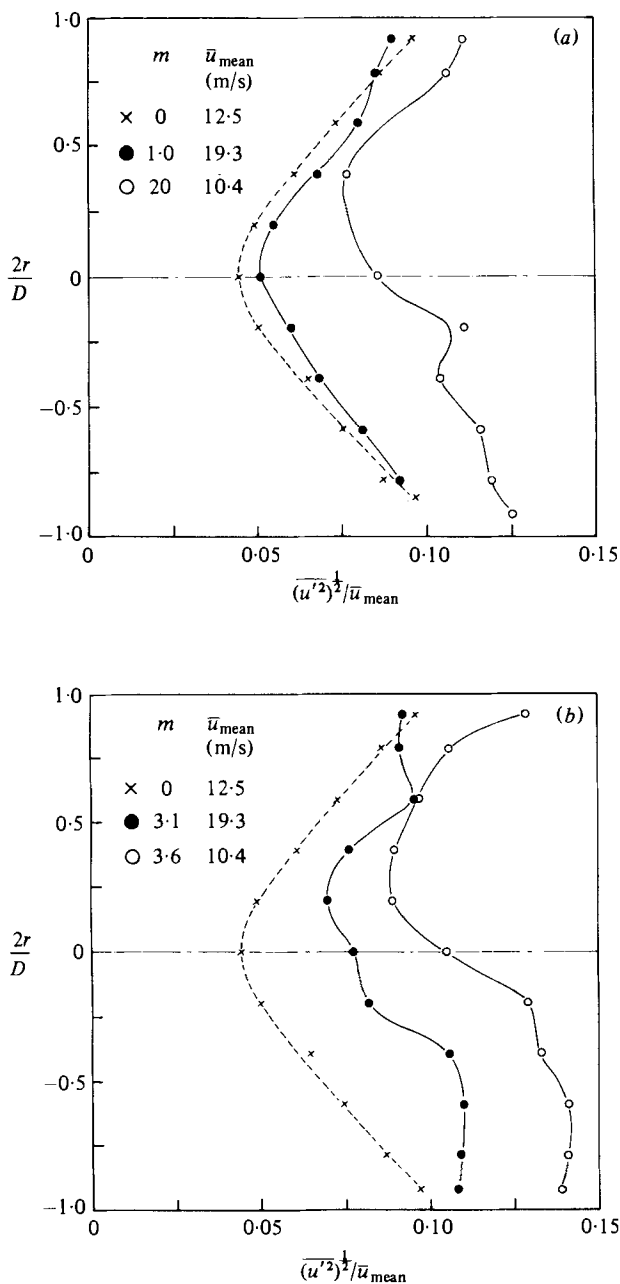 1·0
(a)
m ū_mean
(m/s)
× 0 12·5
● 1·0 19·3
○ 20 10·4
0·5
2r/D
0
−0·5
−1·0
0 0·05 0·10 0·15
(u′²)^½/ū_mean
1·0
(b)
m ū_mean
(m/s)
× 0 12·5
● 3·1 19·3
○ 3·6 10·4
0·5
2r/D
0
−0·5
−1·0
0 0·05 0·10 0·15
(u′²)^½/ū_mean